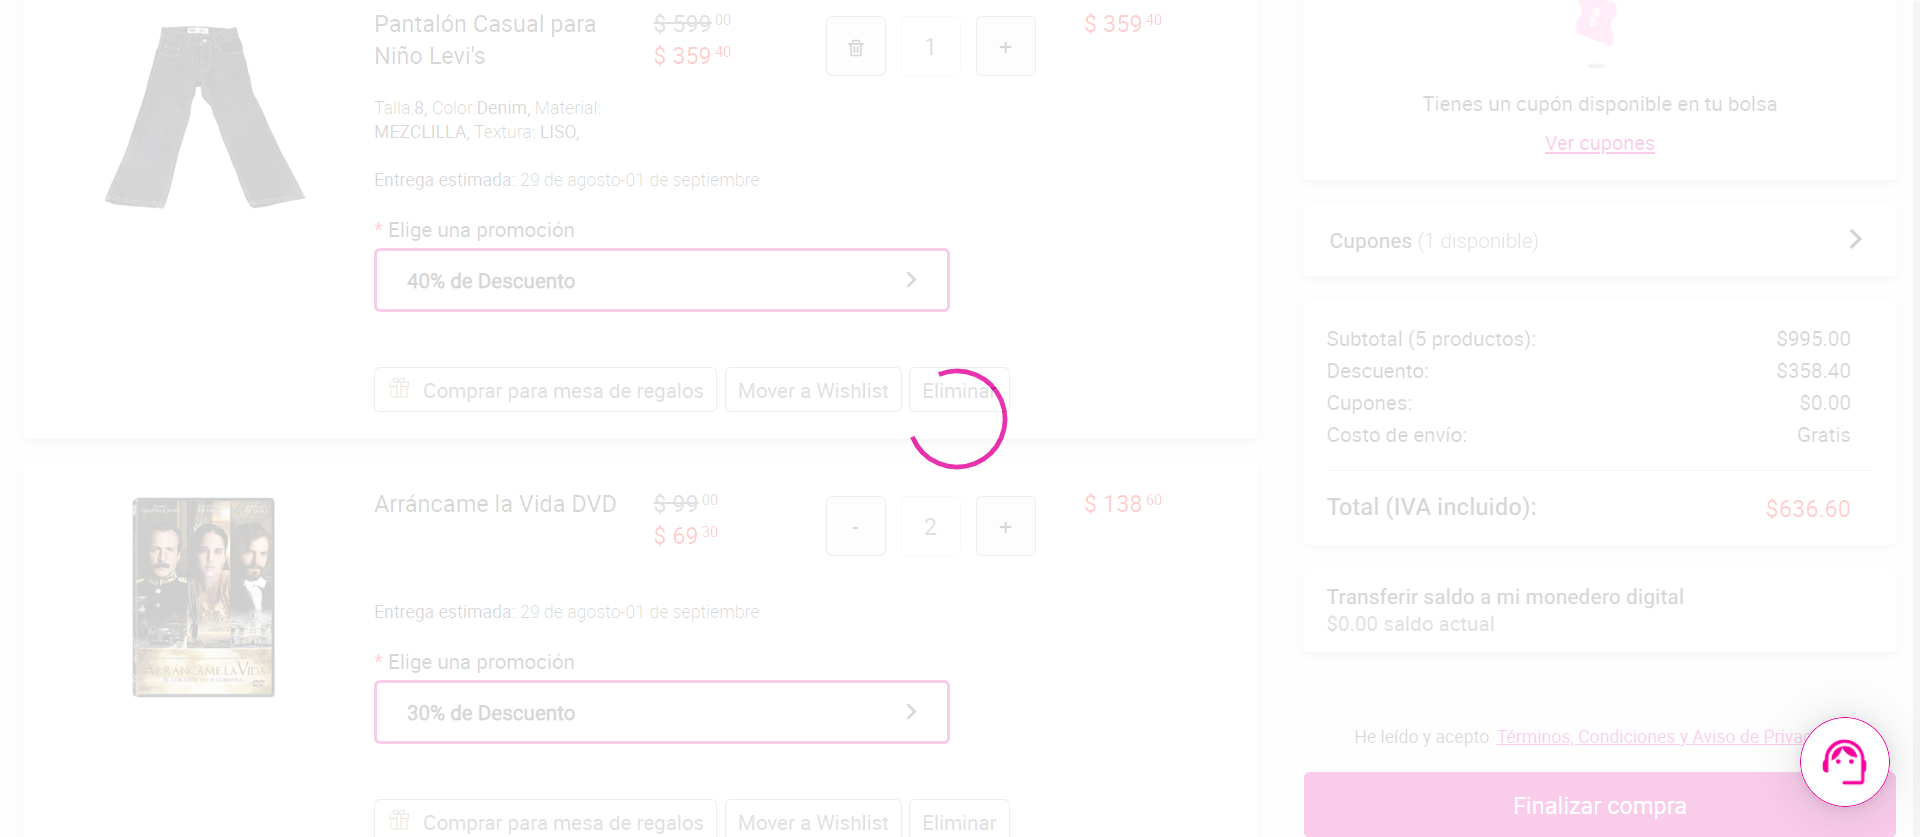 Pantalón Casual para
Niño Levi's
$ 599 00
$ 359 40
1
+
$ 359 40
Talla:8, Color:Denim, Material:
MEZCLILLA, Textura: LISO,
Entrega estimada: 29 de agosto-01 de septiembre
* Elige una promoción
40% de Descuento
Comprar para mesa de regalos
Mover a Wishlist
Eliminar
Arráncame la Vida DVD
$ 99 00
$ 69 30
-
2
+
$ 138 60
ARRÁNCAME LA VIDA
Entrega estimada: 29 de agosto-01 de septiembre
* Elige una promoción
30% de Descuento
Comprar para mesa de regalos
Mover a Wishlist
Eliminar
Tienes un cupón disponible en tu bolsa
Ver cupones
Cupones (1 disponible)
Subtotal (5 productos): $995.00
Descuento: $358.40
Cupones: $0.00
Costo de envío: Gratis
Total (IVA incluido): $636.60
Transferir saldo a mi monedero digital
$0.00 saldo actual
He leído y acepto Términos, Condiciones y Aviso de Privac
Finalizar compra